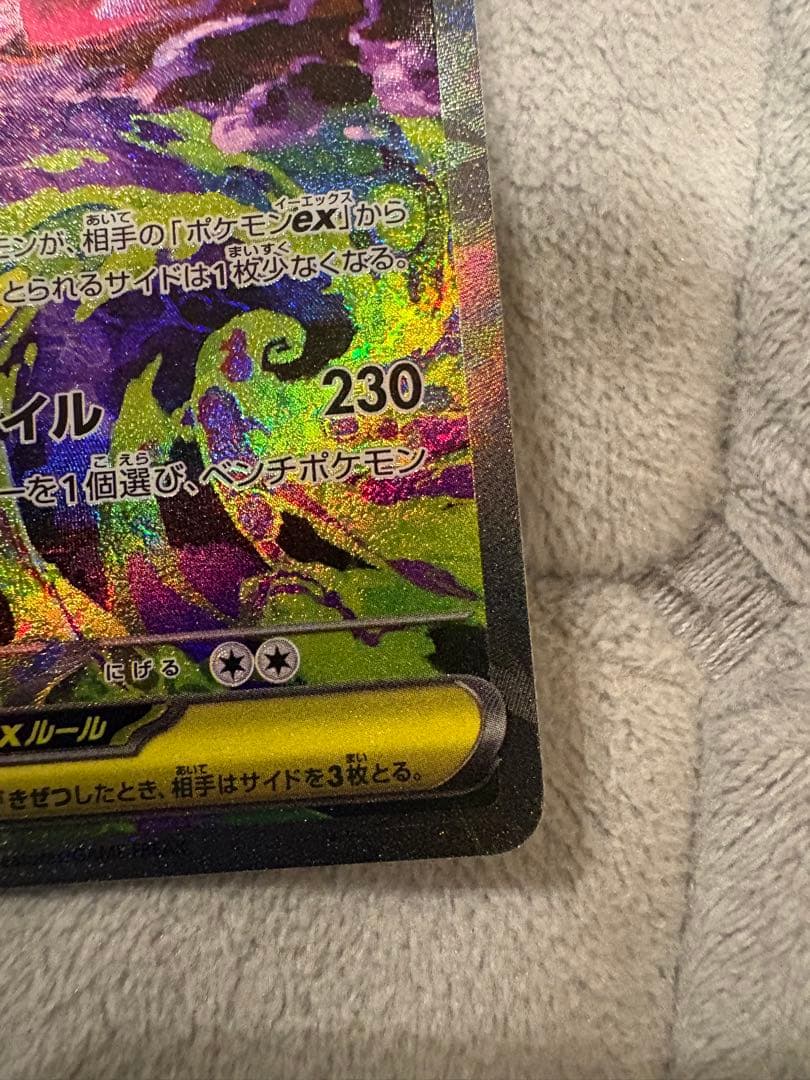 モンが、相手の「ポケモンex」から
とられるサイドは1枚少なくなる。
イル 230
ーを1個選び、ベンチポケモン
にげる
xルール
きぜつしたとき、相手はサイドを3枚とる。
GAME FREAK